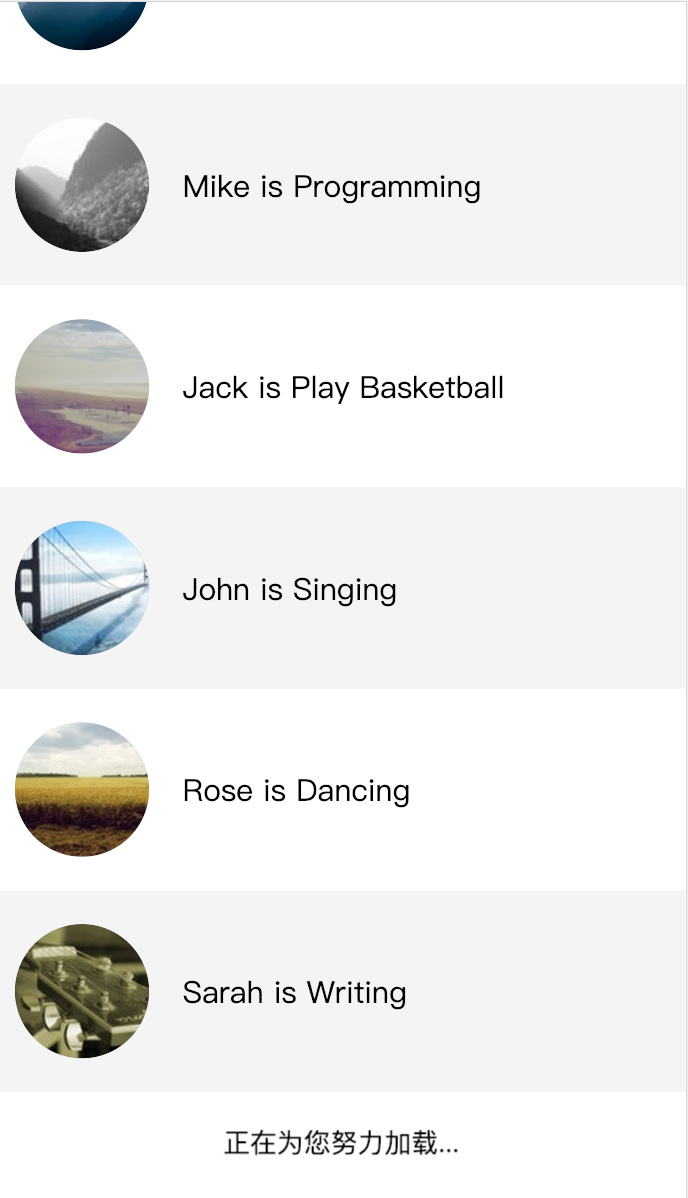 Mike is Programming
Jack is Play Basketball
John is Singing
Rose is Dancing
Sarah is Writing
正在为您努力加载...